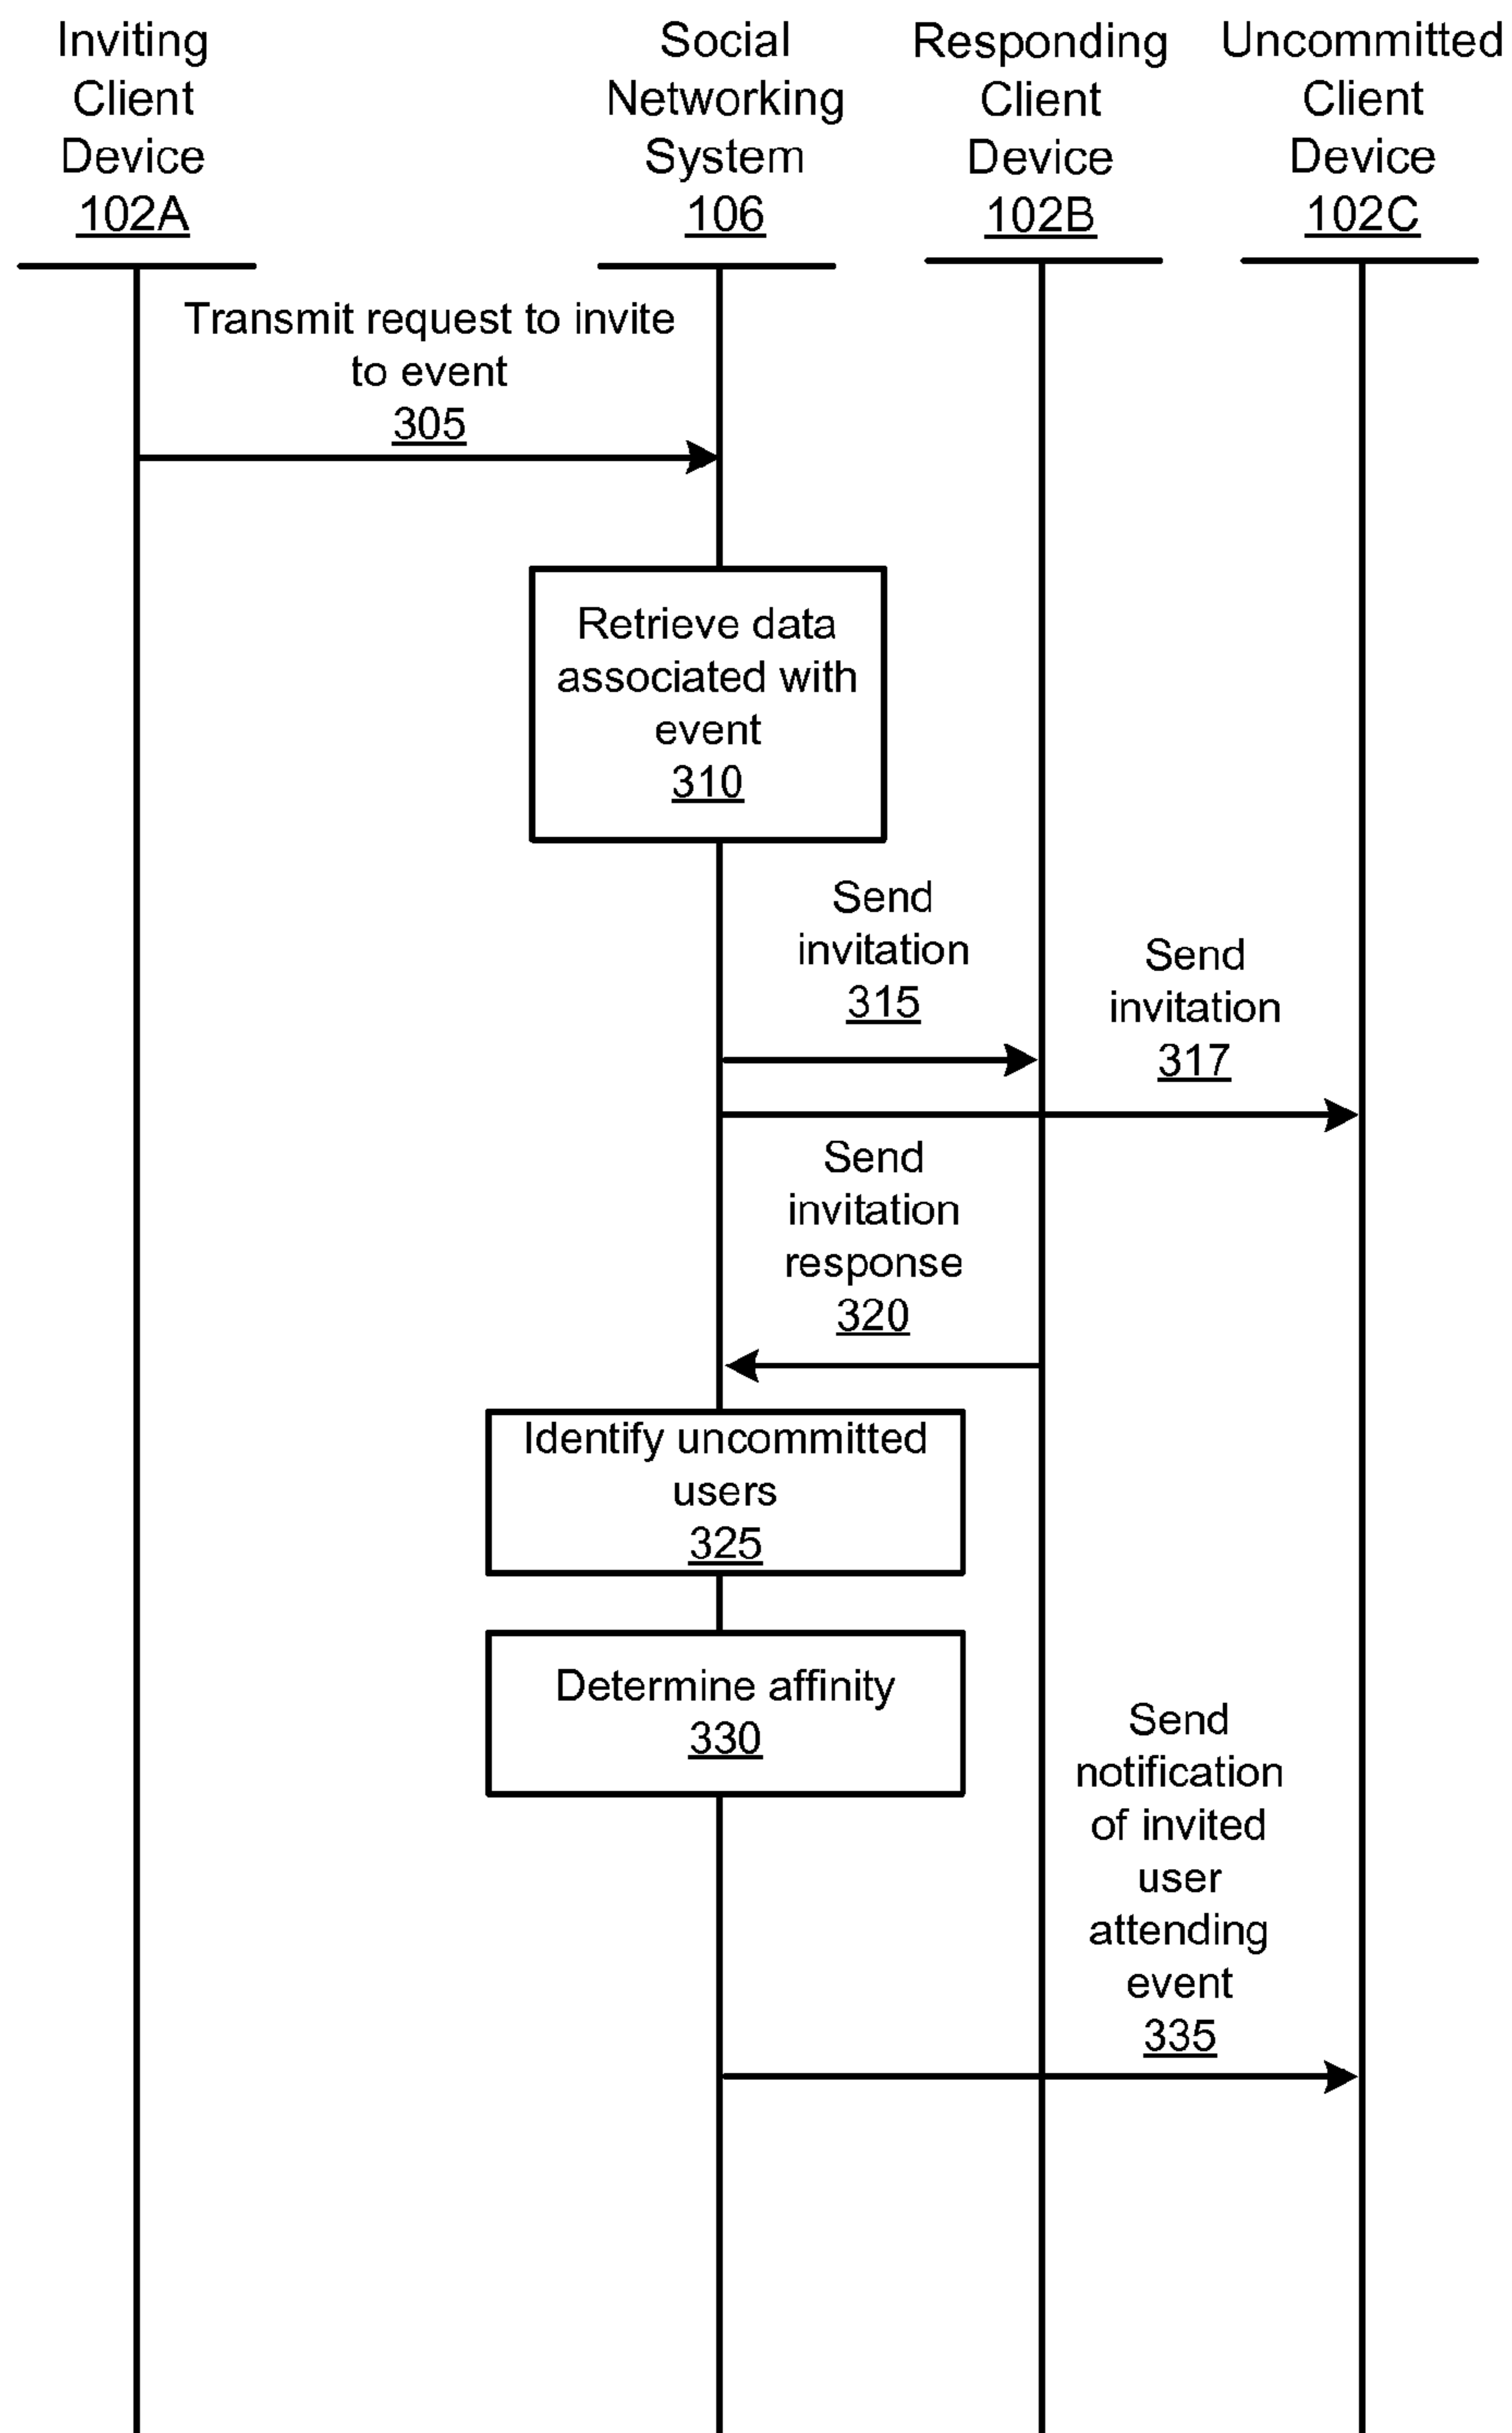 Inviting
Client
Device
102A
Social
Networking
System
106
Responding
Client
Device
102B
Uncommitted
Client
Device
102C
Transmit request to invite
to event
305
Retrieve data
associated with
event
310
Send
invitation
315
Send
invitation
317
Send
invitation
response
320
Identify uncommitted
users
325
Determine affinity
330
Send
notification
of invited
user
attending
event
335